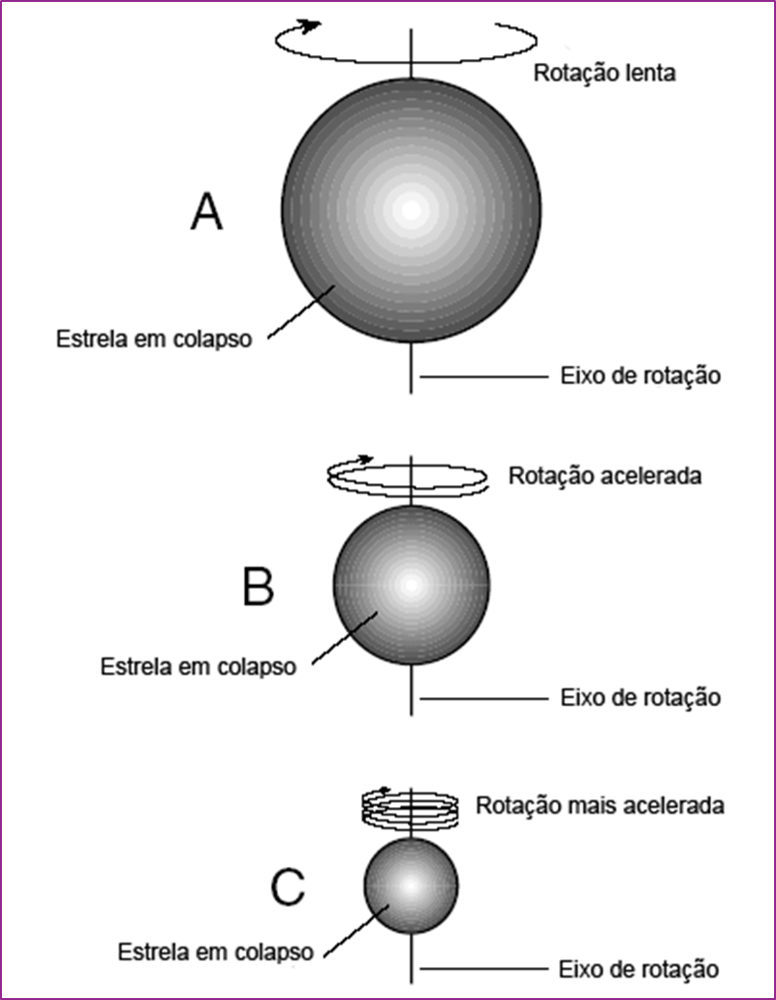 Rotação lenta
A
Estrela em colapso
Eixo de rotação
Rotação acelerada
B
Estrela em colapso
Eixo de rotação
Rotação mais acelerada
C
Estrela em colapso
Eixo de rotação